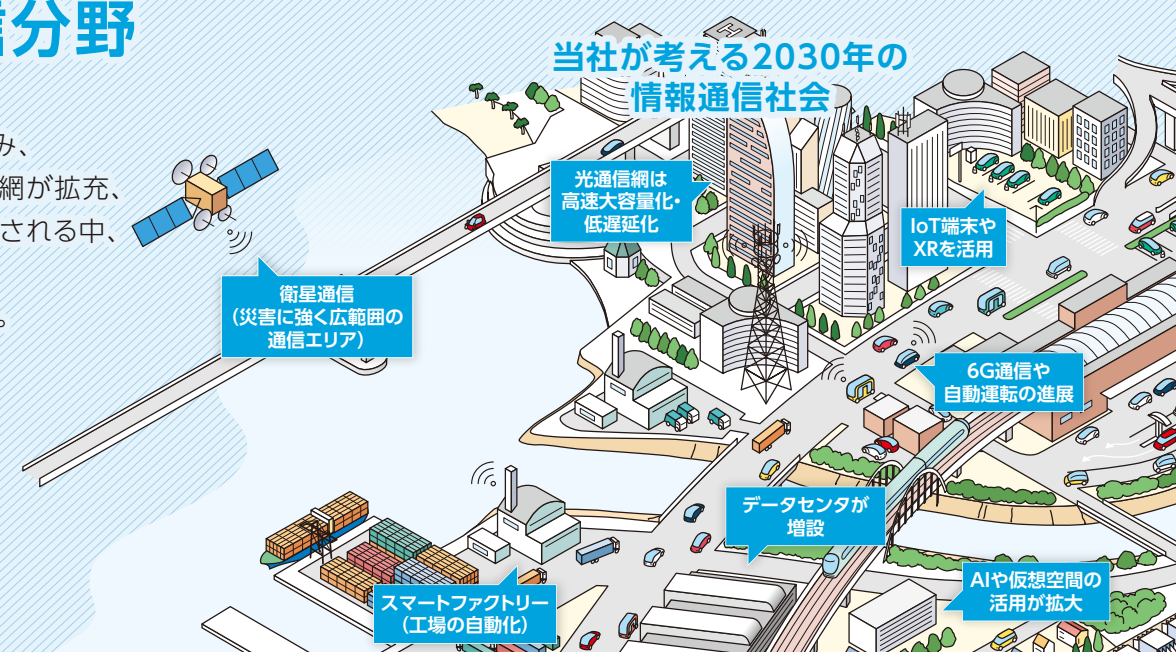 信分野
み、
網が拡充、
される中、
。
当社が考える2030年の
情報通信社会
光通信網は
高速大容量化・
低遅延化
IoT端末や
XRを活用
衛星通信
（災害に強く広範囲の
通信エリア）
6G通信や
自動運転の進展
データセンタが
増設
AIや仮想空間の
活用が拡大
スマートファクトリー
（工場の自動化）